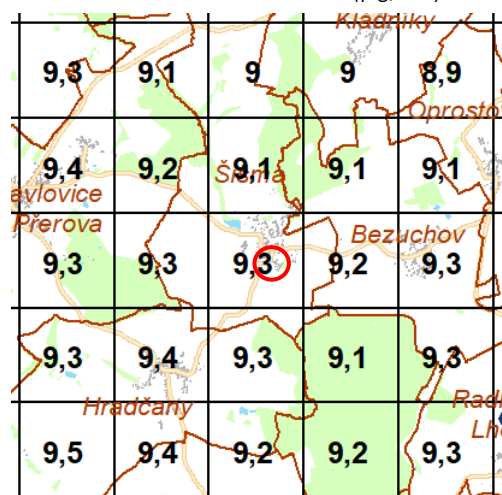 Kladníky
9,3 9,1 9 9 8,9
Oprosto
9,4 9,2 9,1 9,1 9,1
Šišma
avlovice
Přerova
Bezuchov
9,3 9,3 9,3 9,2 9,3
9,3 9,4 9,3 9,1 9,3
Hradčany
Rad
Lh
9,5 9,4 9,2 9,2 9,3